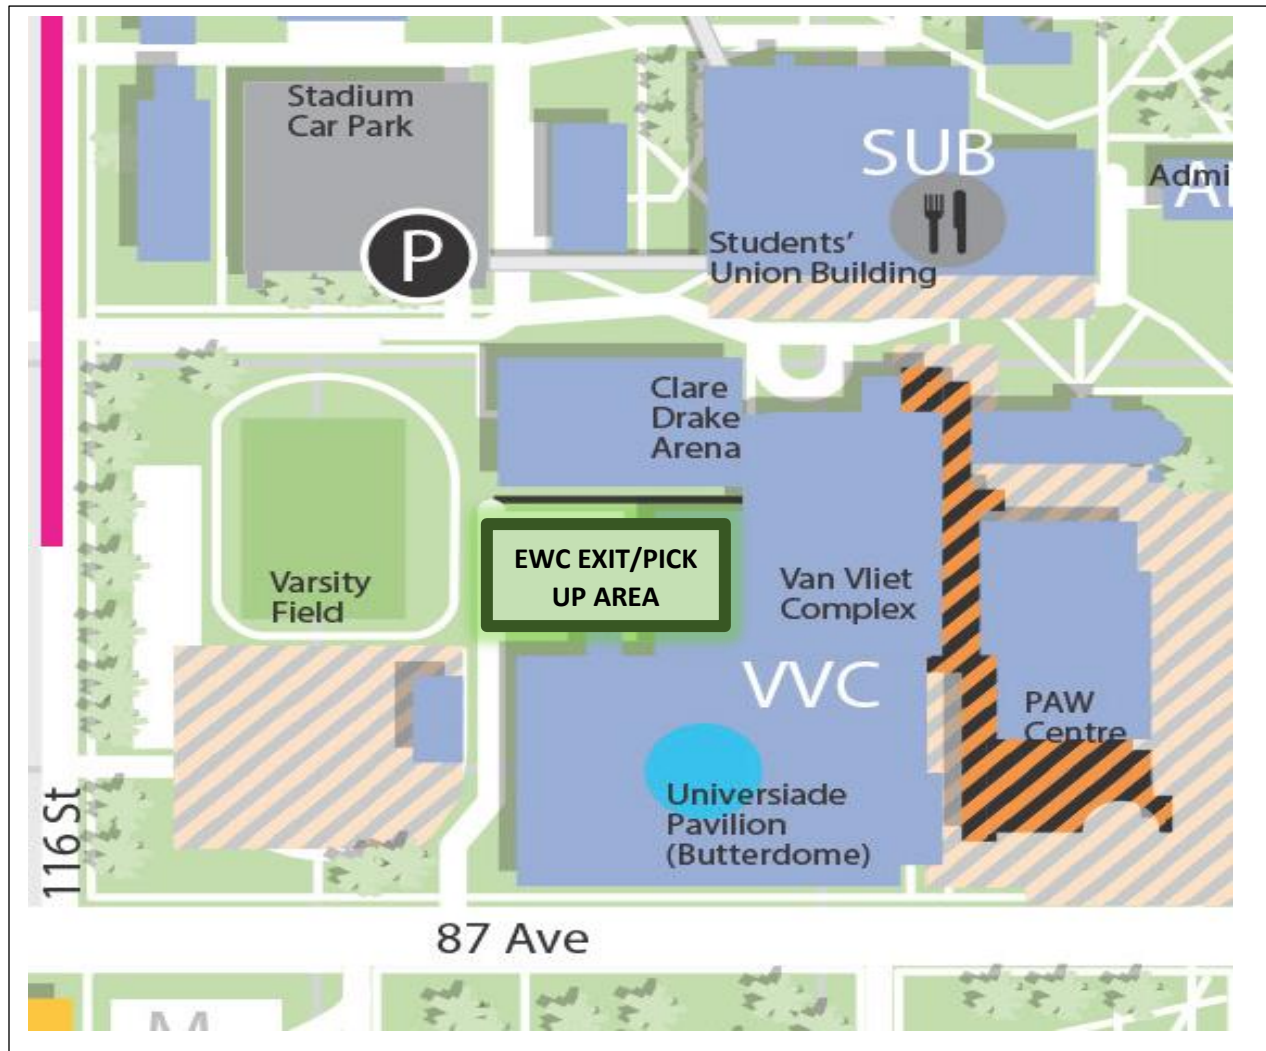 Stadium
Car Park
P
SUB
Students'
Union Building
Admi
Clare
Drake
Arena
EWC EXIT/PICK
UP AREA
Varsity
Field
Van Vliet
Complex
VVC
PAW
Centre
Universiade
Pavilion
(Butterdome)
116 St
87 Ave